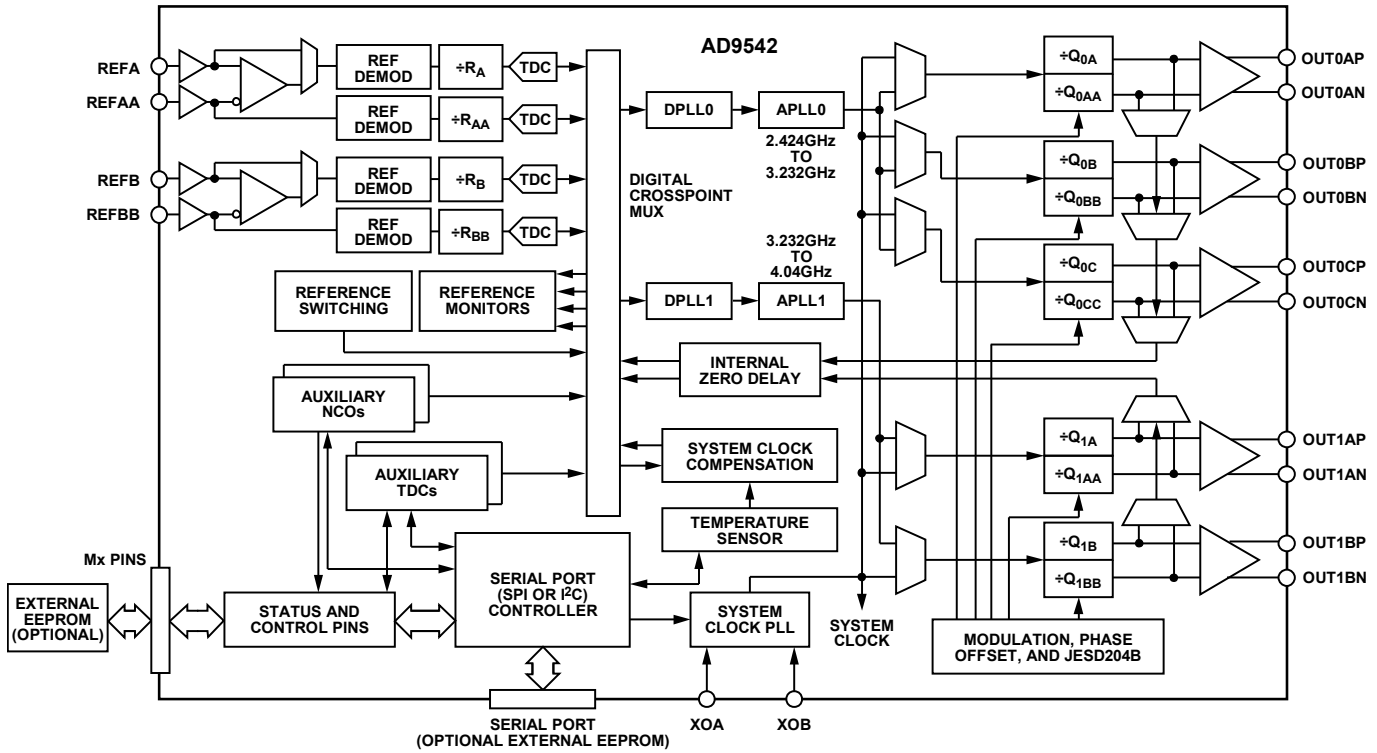 AD9542
REFA
REFAA
REFB
REFBB
REF
DEMOD
÷RA
TDC
REF
DEMOD
÷RAA
TDC
REF
DEMOD
÷RB
TDC
REF
DEMOD
÷RBB
TDC
DIGITAL
CROSSPOINT
MUX
DPLL0
APLL0
2.424GHz
TO
3.232GHz
3.232GHz
TO
4.04GHz
DPLL1
APLL1
REFERENCE
SWITCHING
REFERENCE
MONITORS
INTERNAL
ZERO DELAY
AUXILIARY
NCOs
AUXILIARY
TDCs
SYSTEM CLOCK
COMPENSATION
TEMPERATURE
SENSOR
Mx PINS
EXTERNAL
EEPROM
(OPTIONAL)
STATUS AND
CONTROL PINS
SERIAL PORT
(SPI OR I2C)
CONTROLLER
SYSTEM
CLOCK PLL
SYSTEM
CLOCK
MODULATION, PHASE
OFFSET, AND JESD204B
SERIAL PORT
(OPTIONAL EXTERNAL EEPROM)
XOA
XOB
÷Q0A
÷Q0AA
÷Q0B
÷Q0BB
÷Q0C
÷Q0CC
÷Q1A
÷Q1AA
÷Q1B
÷Q1BB
OUT0AP
OUT0AN
OUT0BP
OUT0BN
OUT0CP
OUT0CN
OUT1AP
OUT1AN
OUT1BP
OUT1BN